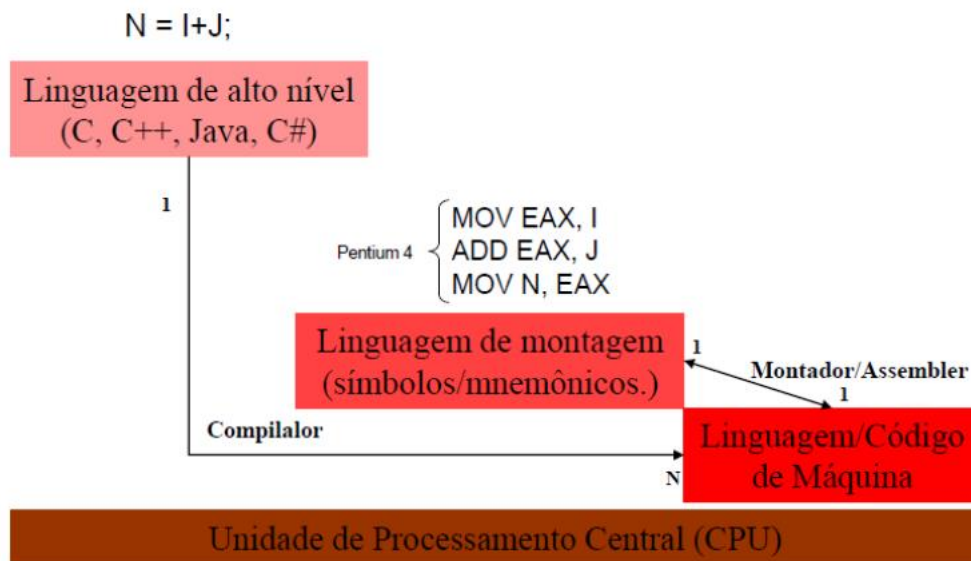 N = I+J;
Linguagem de alto nível
(C, C++, Java, C#)
1
MOV EAX, I
Pentium 4
ADD EAX, J
MOV N, EAX
Linguagem de montagem
(símbolos/mnemônicos.)
1
Montador/Assembler
1
Compilalor
Linguagem/Código
de Máquina
N
Unidade de Processamento Central (CPU)